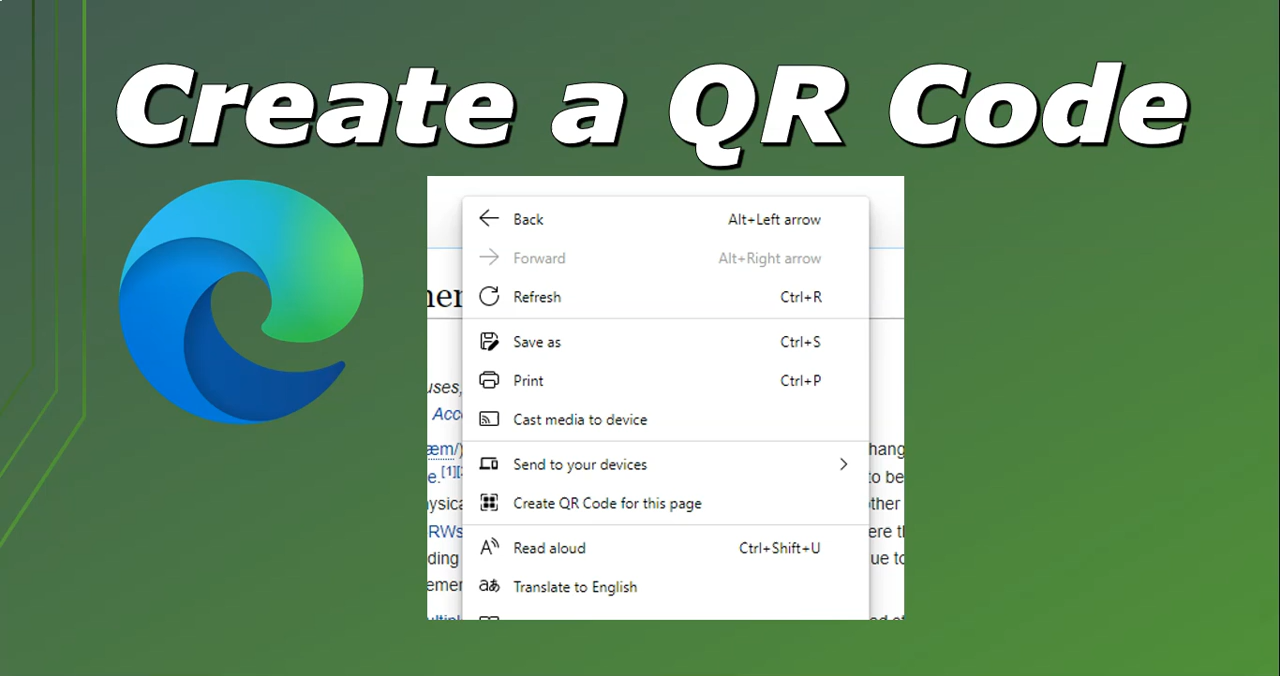 Create a QR Code
Back Alt+Left arrow
Forward Alt+Right arrow
Refresh Ctrl+R
Save as Ctrl+S
Print Ctrl+P
Cast media to device
Send to your devices
Create QR Code for this page
Read aloud Ctrl+Shift+U
Translate to English